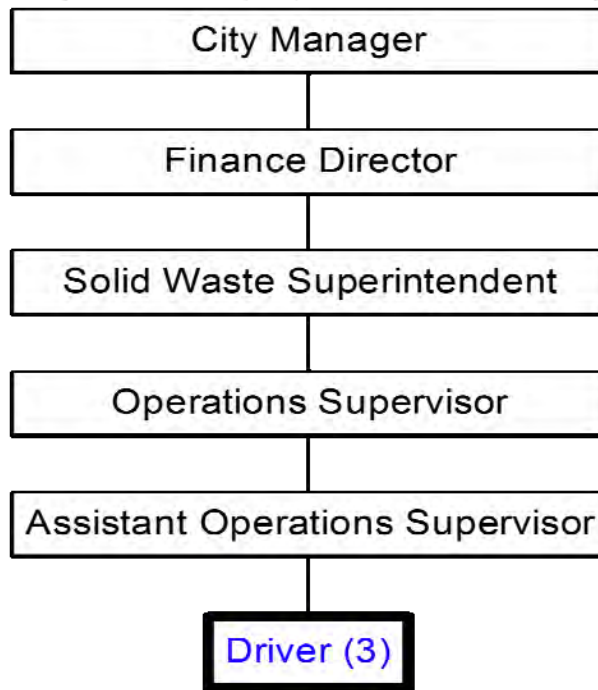 City Manager
Finance Director
Solid Waste Superintendent
Operations Supervisor
Assistant Operations Supervisor
Driver (3)